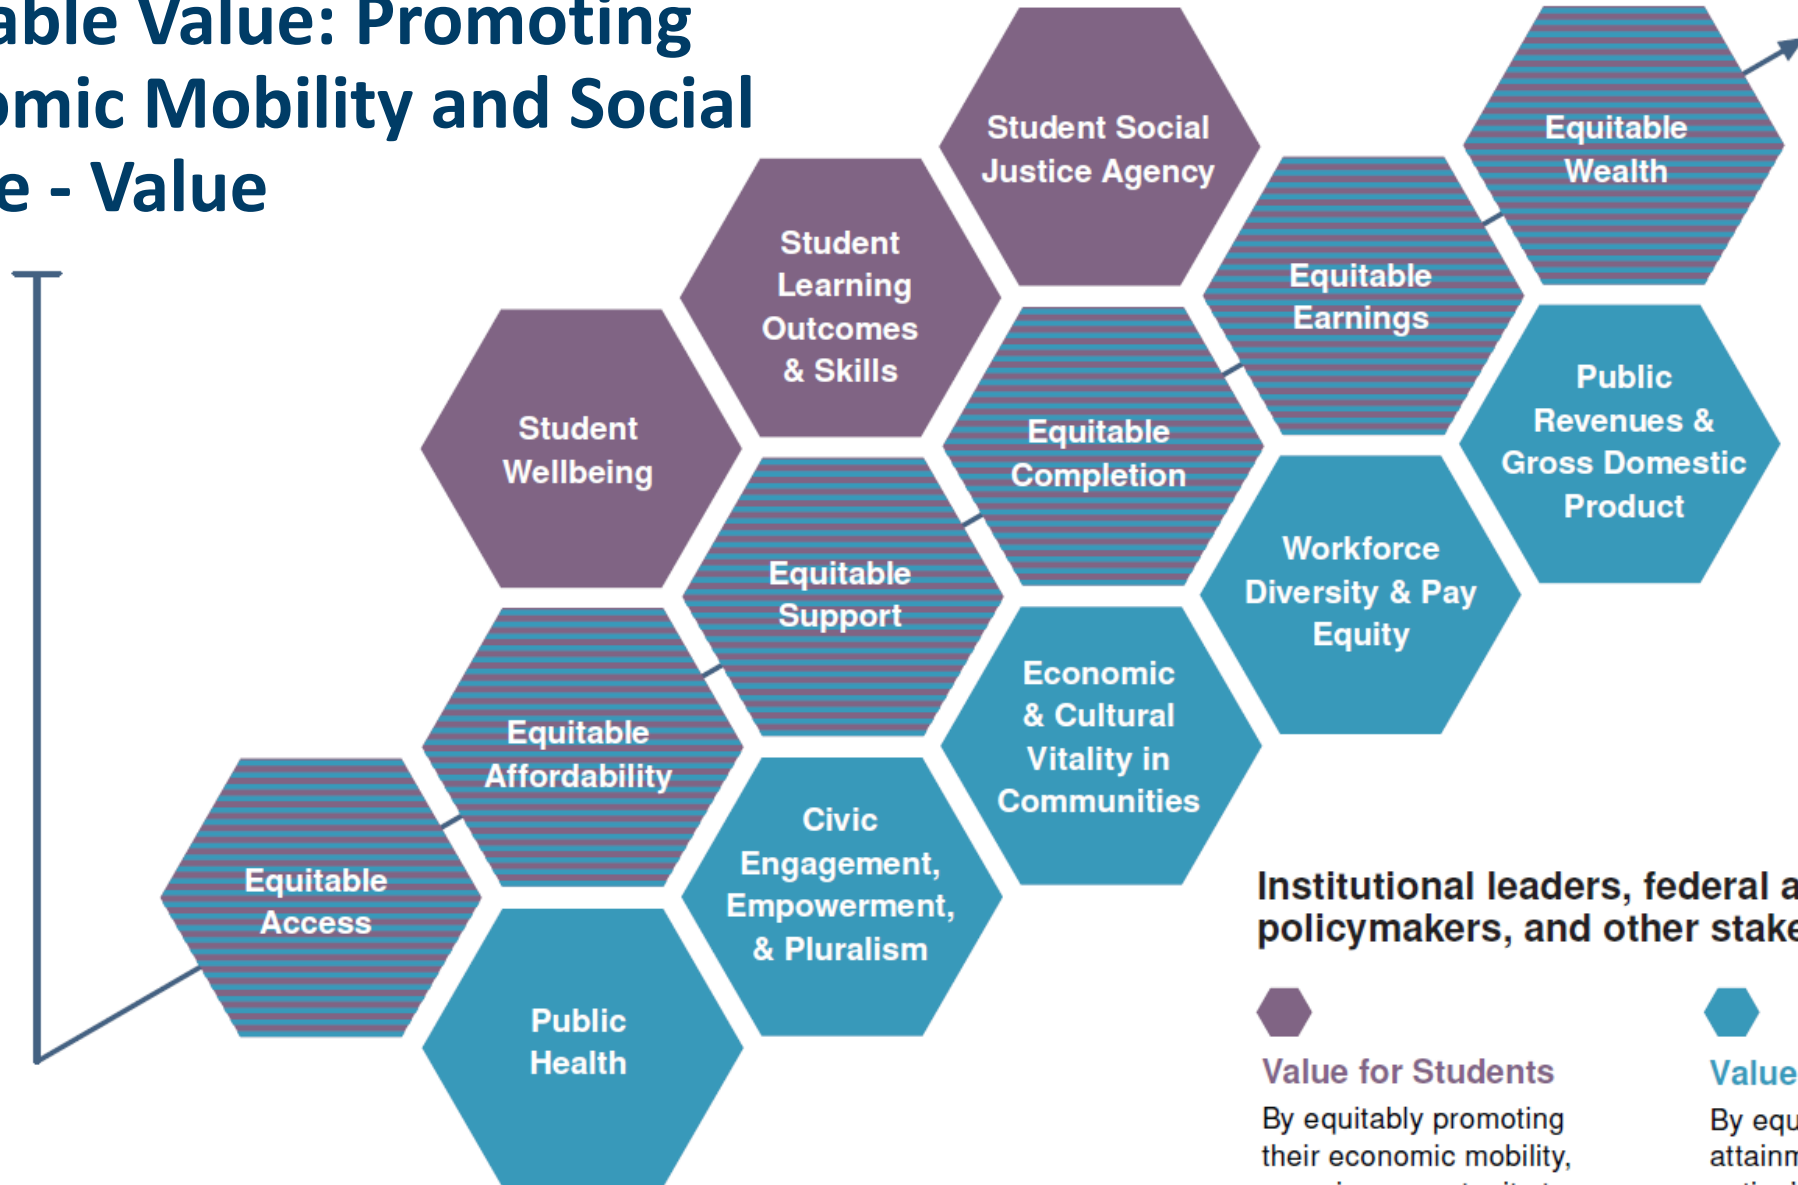 able Value: Promoting
omic Mobility and Social
e - Value
Student Social
Justice Agency
Equitable
Wealth
Student
Learning
Outcomes
& Skills
Equitable
Earnings
Student
Wellbeing
Equitable
Completion
Public
Revenues &
Gross Domestic
Product
Equitable
Support
Workforce
Diversity & Pay
Equity
Equitable
Affordability
Economic
& Cultural
Vitality in
Communities
Equitable
Access
Civic
Engagement,
Empowerment,
& Pluralism
Public
Health
Institutional leaders, federal a
policymakers, and other stake
Value for Students
By equitably promoting
their economic mobility,
Value
By equ
attainm